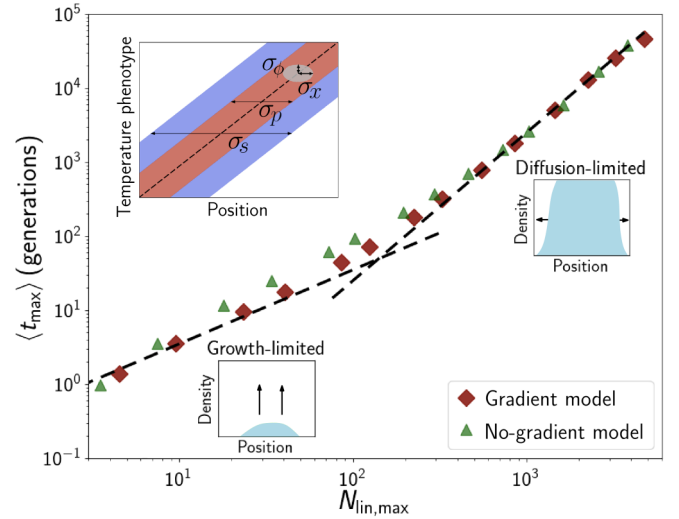 10^5
10^4
10^3
10^2
10^1
10^0
10^{-1}
⟨t_max⟩ (generations)
Temperature phenotype
σ_ϕ
σ_x
σ_p
σ_s
Position
Diffusion-limited
Density
Position
Growth-limited
Density
Position
Gradient model
No-gradient model
10^1
10^2
10^3
N_lin,max